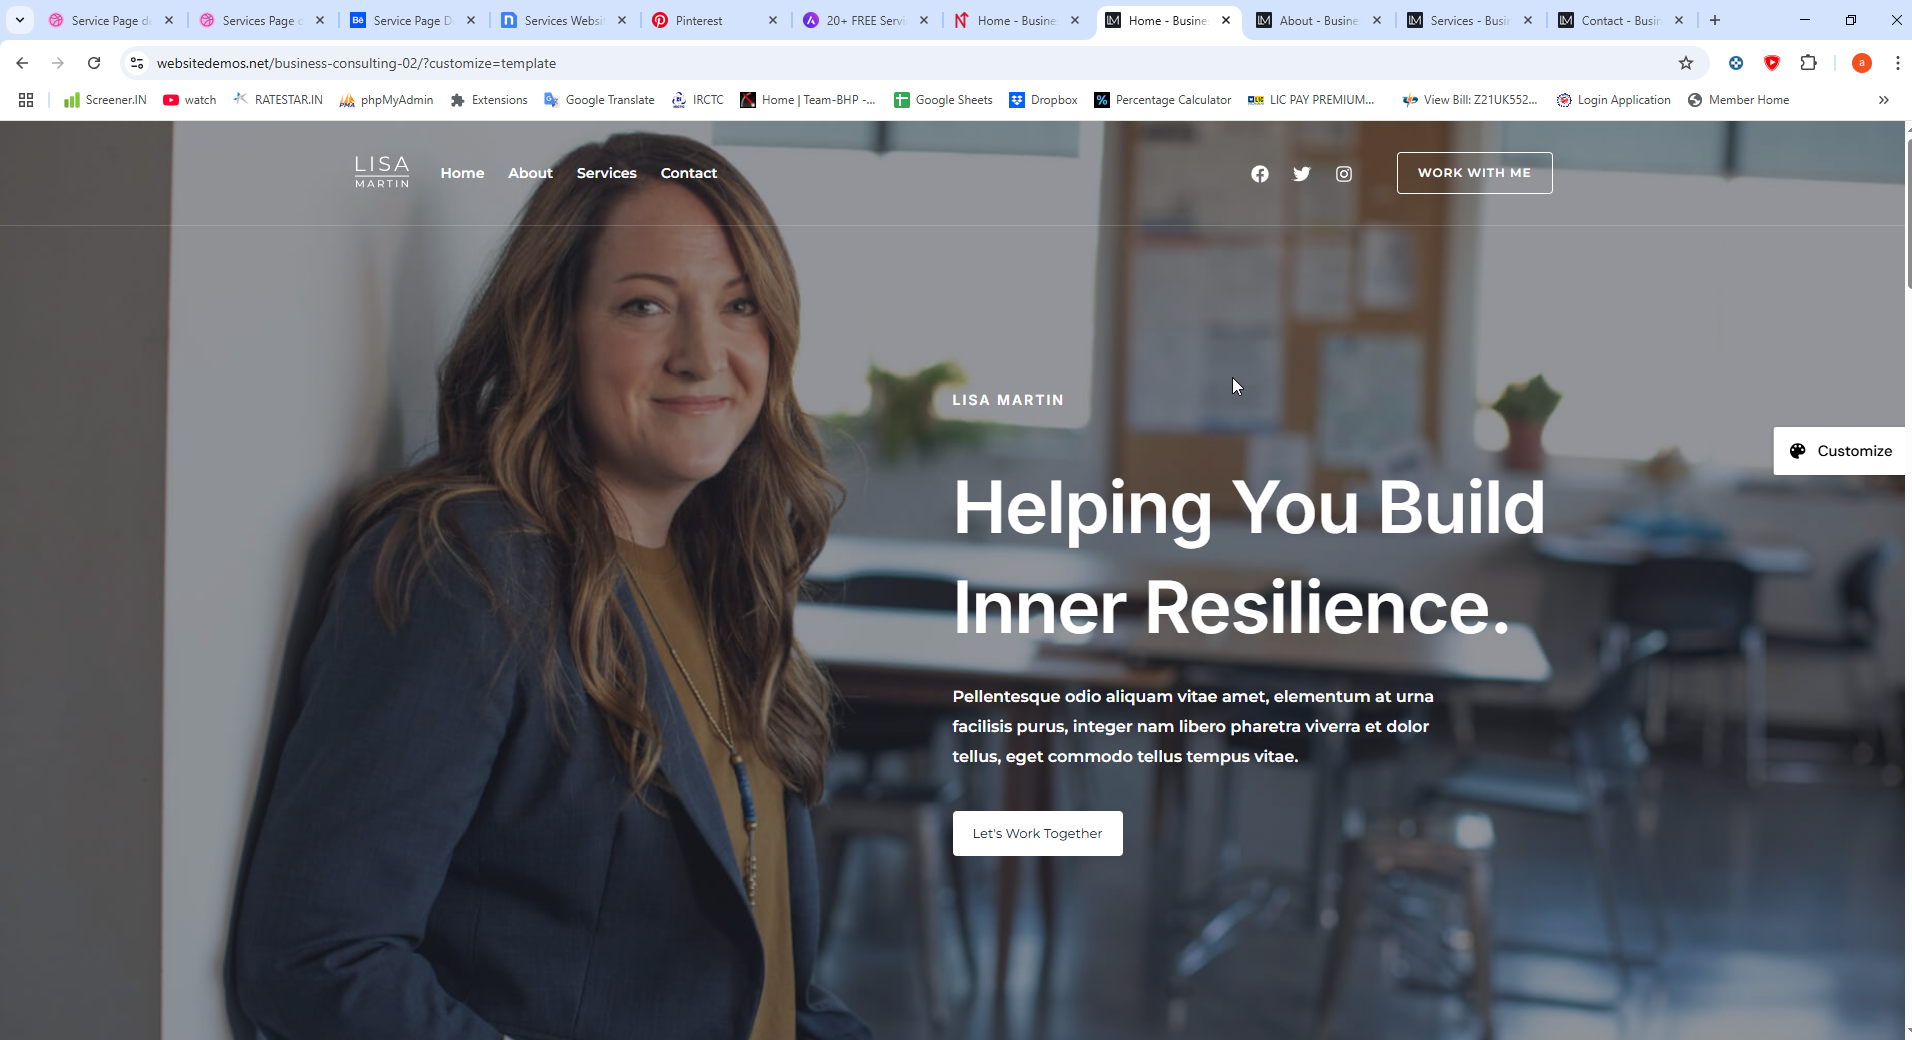 Service Page de
Services Page d
Service Page D
Services Websi
Pinterest
20+ FREE Servi
Home - Busine
Home - Busine
About - Busine
Services - Busi
Contact - Busin
websitedemos.net/business-consulting-02/?customize=template
a
Screener.IN
watch
RATESTAR.IN
phpMyAdmin
Extensions
Google Translate
IRCTC
Home | Team-BHP -...
Google Sheets
Dropbox
Percentage Calculator
LIC PAY PREMIUM...
View Bill: Z21UK552...
Login Application
Member Home
LISA
MARTIN
Home About Services Contact
WORK WITH ME
LISA MARTIN
Customize
Helping You Build
Inner Resilience.
Pellentesque odio aliquam vitae amet, elementum at urna
facilisis purus, integer nam libero pharetra viverra et dolor
tellus, eget commodo tellus tempus vitae.
Let's Work Together